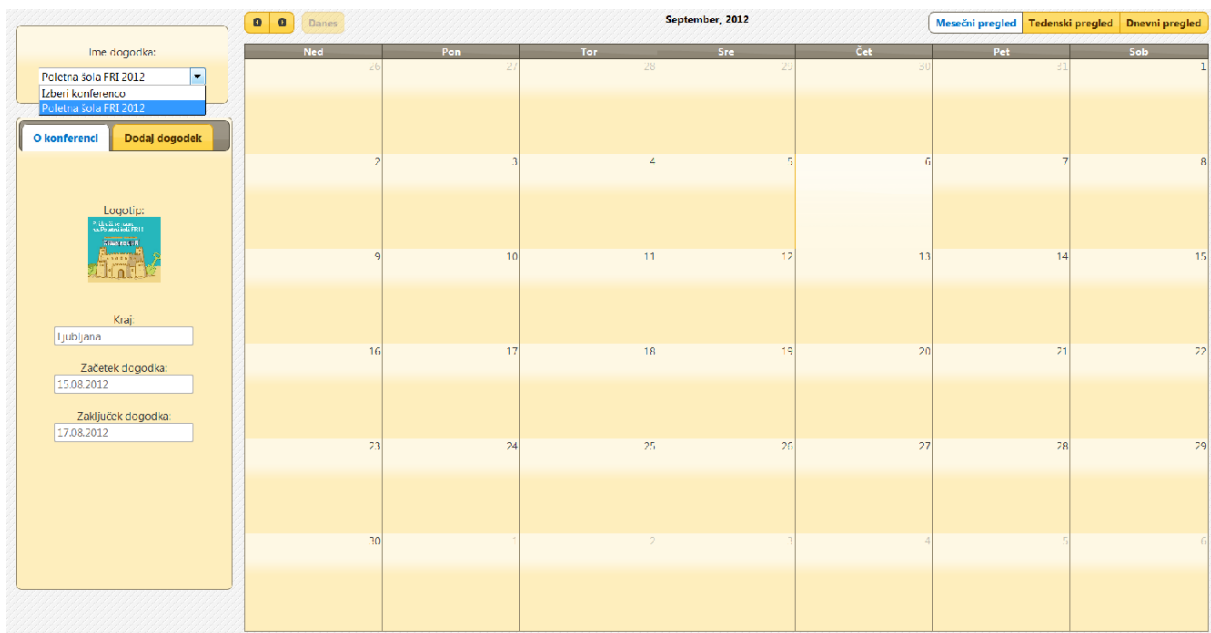 Ime dogodka:
Poletna šola FRI 2012
Izberi konferenco
Poletna šola FRI 2012
O konferenci Dodaj dogodek
Logotip:
Kraj:
Ljubljana
Začetek dogodka:
15.08.2012
Zaključek dogodka:
17.08.2012
Danes
September, 2012
Mesečni pregled Tedenski pregled Dnevni pregled
Ned Pon Tor Sre Čet Pet Sob
26 27 28 29 30 31 1
2 3 4 5 6 7 8
9 10 11 12 13 14 15
16 17 18 19 20 21 22
23 24 25 26 27 28 29
30 1 2 3 4 5 6